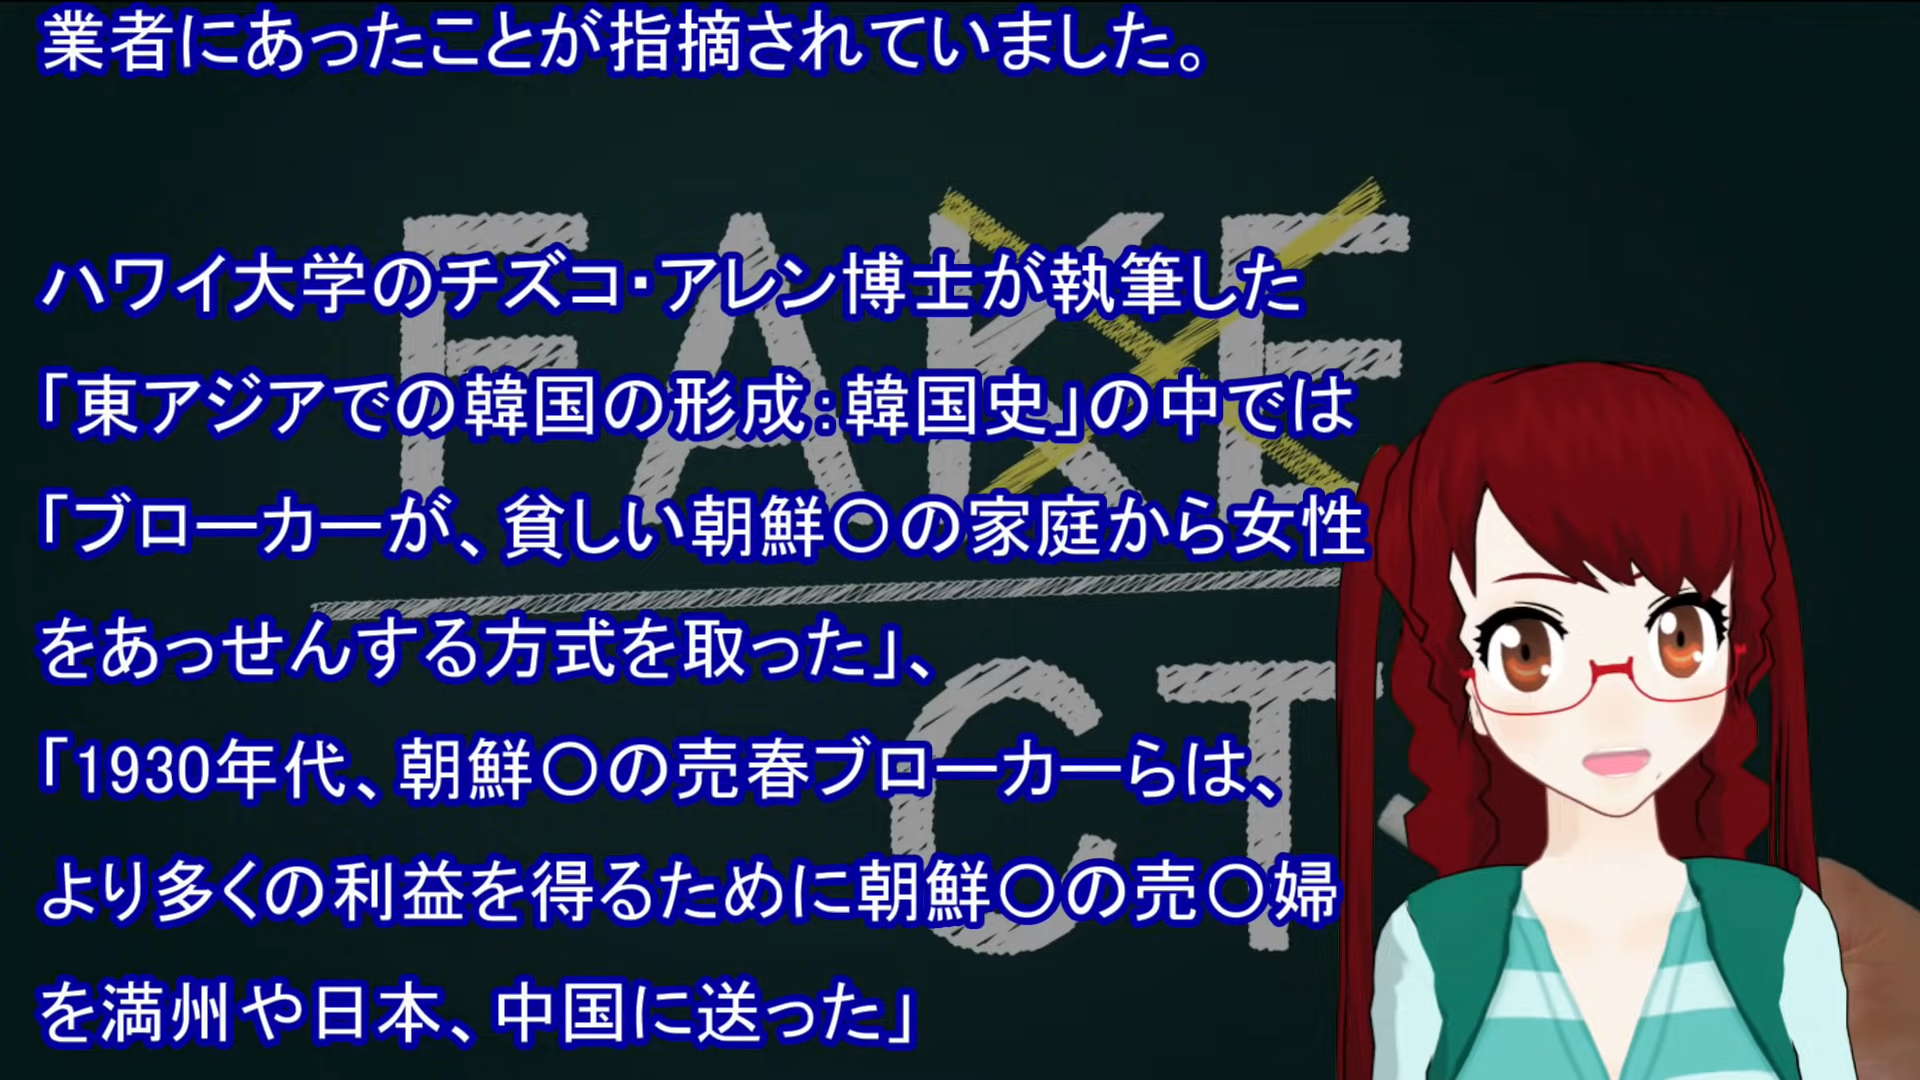 業者にあったことが指摘されていました。
ハワイ大学のチズコ・アレン博士が執筆した
「東アジアでの韓国の形成：韓国史」の中では
「ブローカーが、貧しい朝鮮〇の家庭から女性
をあっせんする方式を取った」、
「1930年代、朝鮮〇の売春ブローカーらは、
より多くの利益を得るために朝鮮〇の売〇婦
を満州や日本、中国に送った」
FAKE
CT